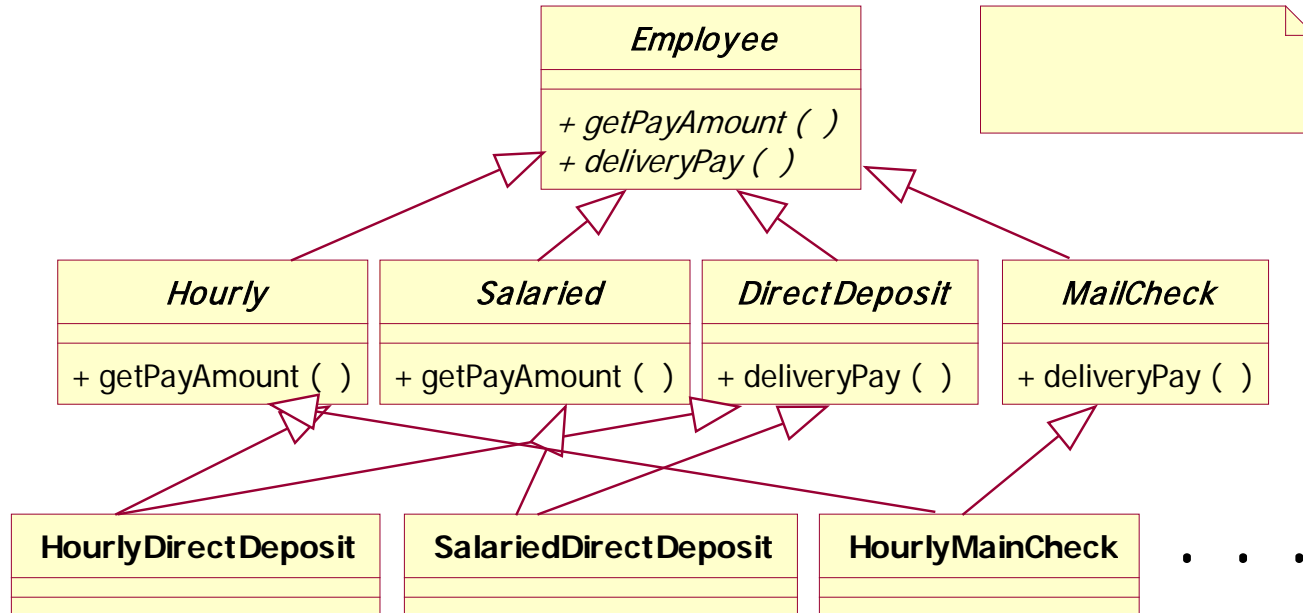 Employee
+ getPayAmount ( )
+ deliveryPay ( )
Hourly
+ getPayAmount ( )
Salaried
+ getPayAmount ( )
DirectDeposit
+ deliveryPay ( )
MailCheck
+ deliveryPay ( )
HourlyDirectDeposit
SalariedDirectDeposit
HourlyMainCheck
. . .